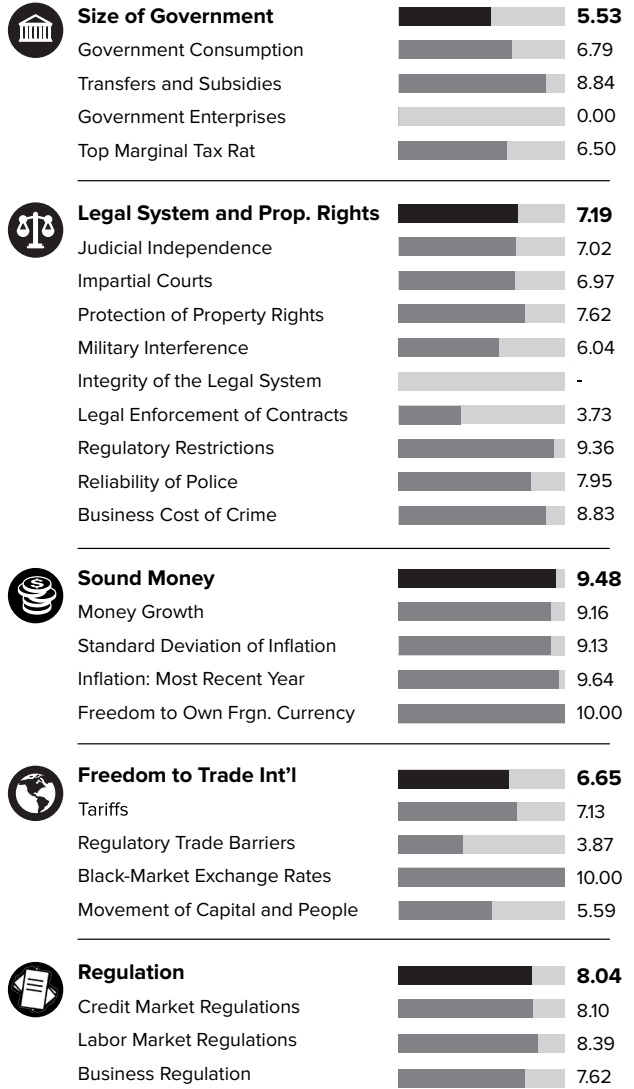 Size of Government 5.53
Government Consumption 6.79
Transfers and Subsidies 8.84
Government Enterprises 0.00
Top Marginal Tax Rat 6.50
Legal System and Prop. Rights 7.19
Judicial Independence 7.02
Impartial Courts 6.97
Protection of Property Rights 7.62
Military Interference 6.04
Integrity of the Legal System -
Legal Enforcement of Contracts 3.73
Regulatory Restrictions 9.36
Reliability of Police 7.95
Business Cost of Crime 8.83
$
Sound Money 9.48
Money Growth 9.16
Standard Deviation of Inflation 9.13
Inflation: Most Recent Year 9.64
Freedom to Own Frgn. Currency 10.00
Freedom to Trade Int'l 6.65
Tariffs 7.13
Regulatory Trade Barriers 3.87
Black-Market Exchange Rates 10.00
Movement of Capital and People 5.59
Regulation 8.04
Credit Market Regulations 8.10
Labor Market Regulations 8.39
Business Regulation 7.62